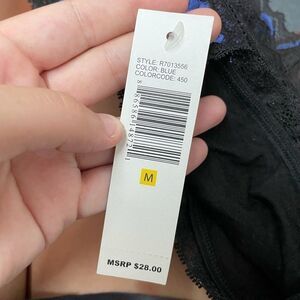 STYLE: R7013556
COLOR: BLUE
COLORCODE: 450
M
MSRP $28.00